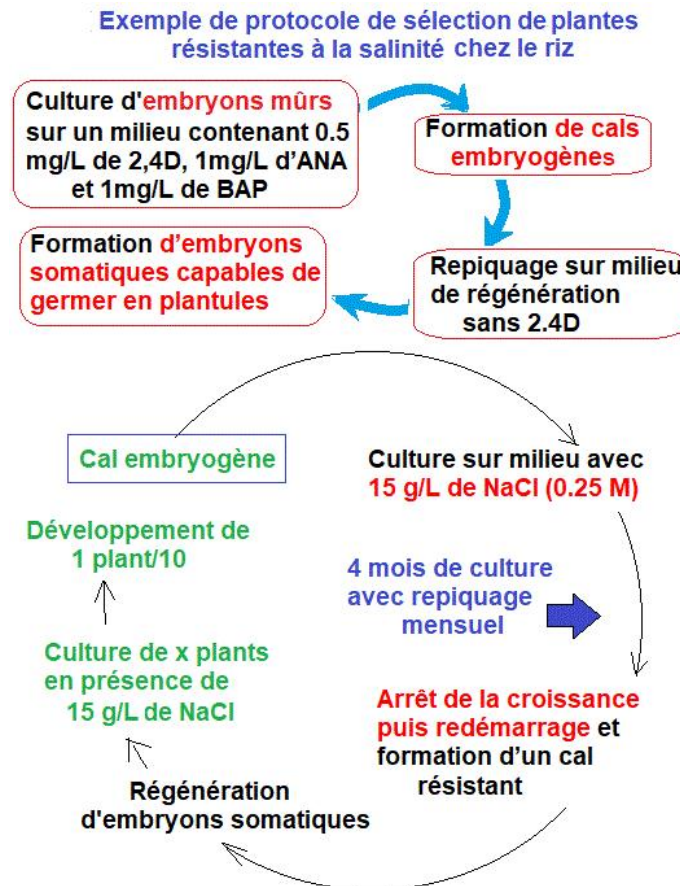 Exemple de protocole de sélection de plantes
résistantes à la salinité chez le riz
Culture d'embryons mûrs
sur un milieu contenant 0.5
mg/L de 2,4D, 1mg/L d'ANA
et 1mg/L de BAP
Formation de cals
embryogènes
Repiquage sur milieu
de régénération
sans 2.4D
Formation d'embryons
somatiques capables de
germer en plantules
Cal embryogène
Culture sur milieu avec
15 g/L de NaCl (0.25 M)
4 mois de culture
avec repiquage
mensuel
Arrêt de la croissance
puis redémarrage et
formation d'un cal
résistant
Régénération
d'embryons somatiques
Culture de x plants
en présence de
15 g/L de NaCl
Développement de
1 plant/10